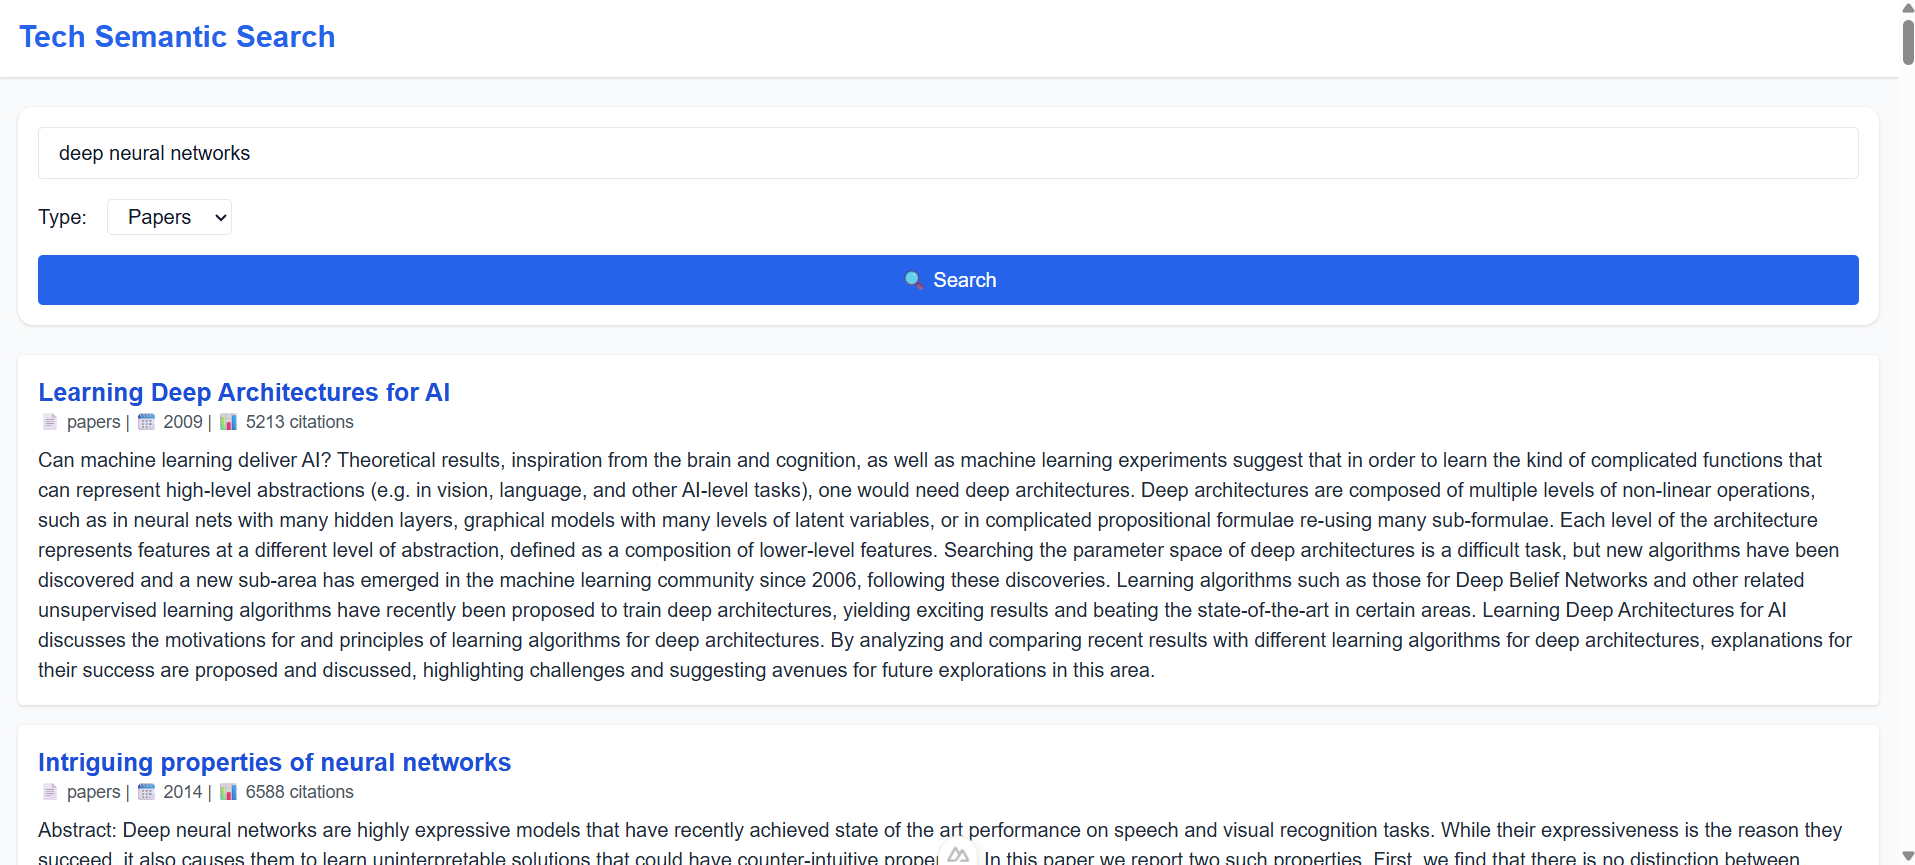 Tech Semantic Search
deep neural networks
Type: Papers
Search
Learning Deep Architectures for AI
papers | 2009 | 5213 citations
Can machine learning deliver AI? Theoretical results, inspiration from the brain and cognition, as well as machine learning experiments suggest that in order to learn the kind of complicated functions that
can represent high-level abstractions (e.g. in vision, language, and other AI-level tasks), one would need deep architectures. Deep architectures are composed of multiple levels of non-linear operations,
such as in neural nets with many hidden layers, graphical models with many levels of latent variables, or in complicated propositional formulae re-using many sub-formulae. Each level of the architecture
represents features at a different level of abstraction, defined as a composition of lower-level features. Searching the parameter space of deep architectures is a difficult task, but new algorithms have been
discovered and a new sub-area has emerged in the machine learning community since 2006, following these discoveries. Learning algorithms such as those for Deep Belief Networks and other related
unsupervised learning algorithms have recently been proposed to train deep architectures, yielding exciting results and beating the state-of-the-art in certain areas. Learning Deep Architectures for AI
discusses the motivations for and principles of learning algorithms for deep architectures. By analyzing and comparing recent results with different learning algorithms for deep architectures, explanations for
their success are proposed and discussed, highlighting challenges and suggesting avenues for future explorations in this area.
Intriguing properties of neural networks
papers | 2014 | 6588 citations
Abstract: Deep neural networks are highly expressive models that have recently achieved state of the art performance on speech and visual recognition tasks. While their expressiveness is the reason they
succeed, it also causes them to learn uninterpretable solutions that could have counter-intuitive In this paper we report two such properties. First, we find that there is no distinction between